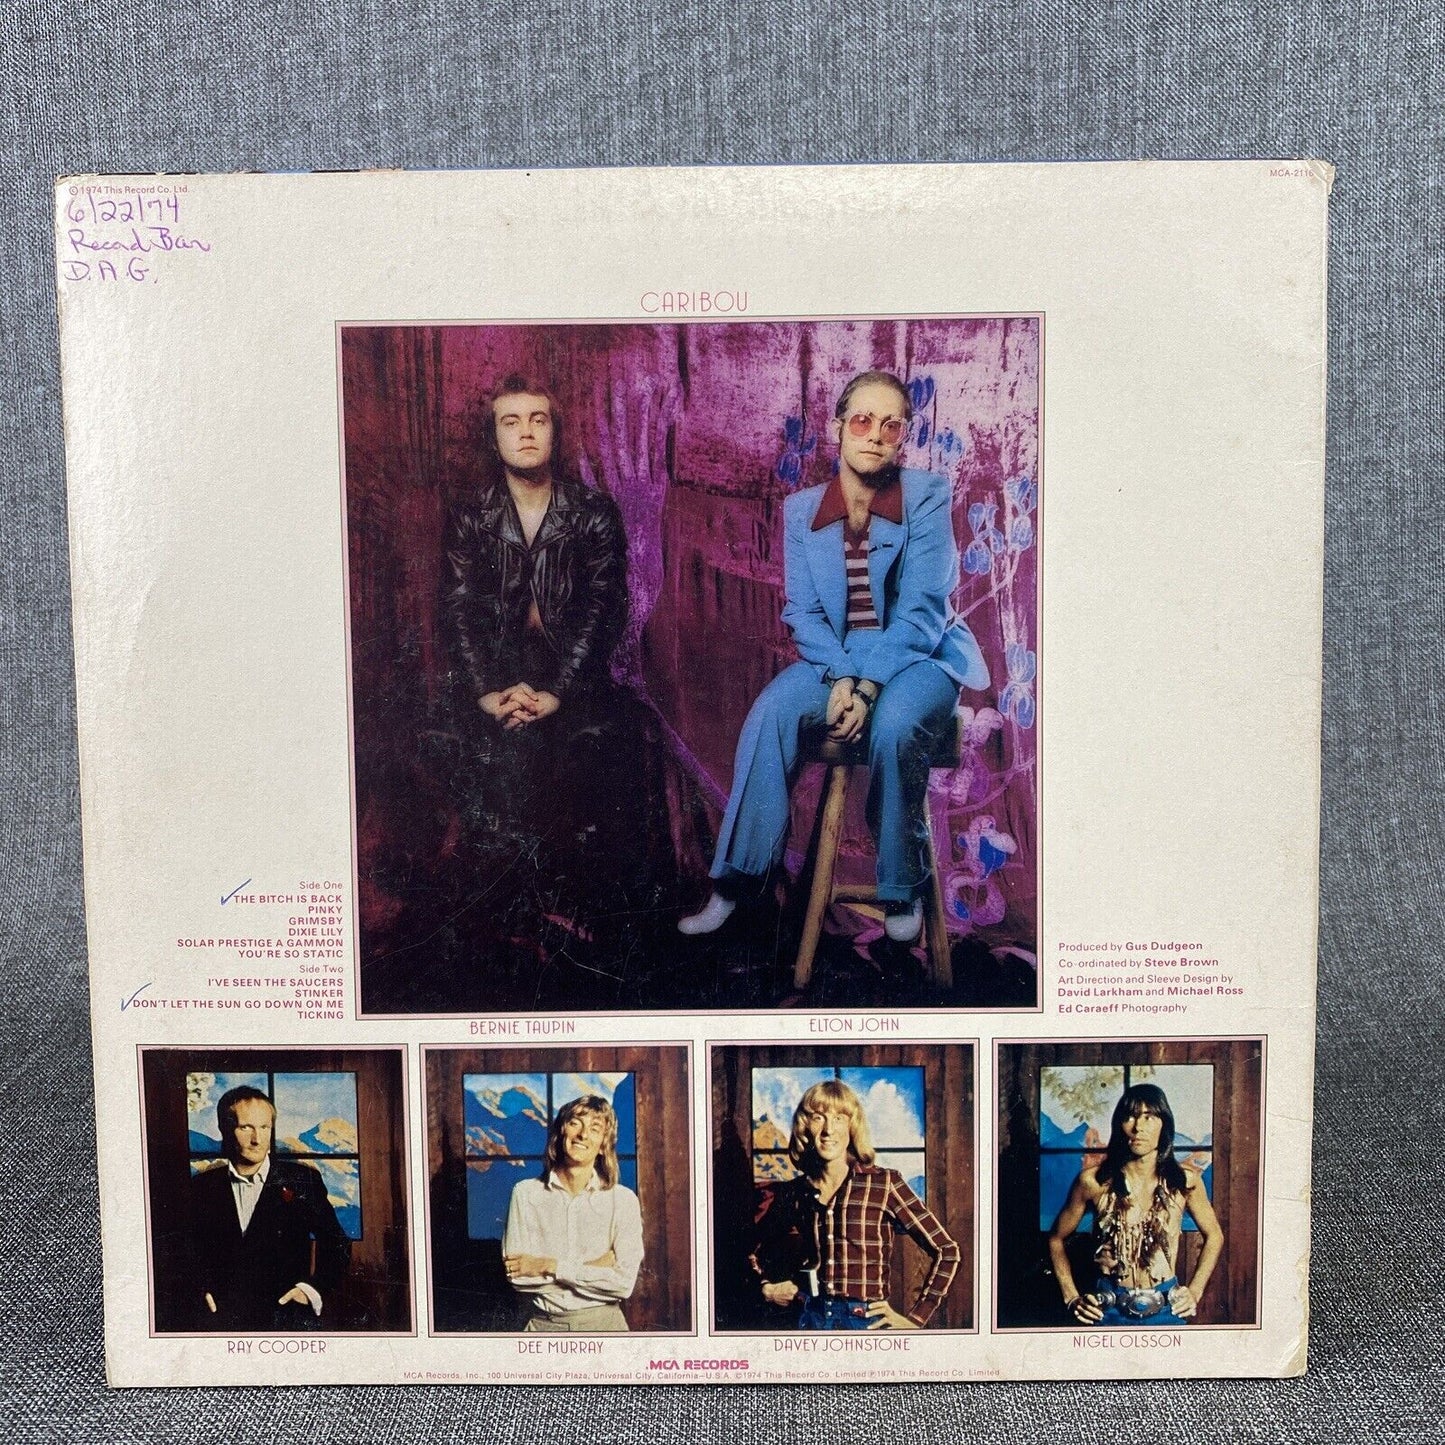 © 1974 This Record Co. Ltd.
MCA-2116
6/22/74
Record Bar
D.A.G.
CARIBOU
Side One
THE BITCH IS BACK
PINKY
GRIMSBY
DIXIE LILY
SOLAR PRESTIGE A GAMMON
YOU'RE SO STATIC
Side Two
I'VE SEEN THE SAUCERS
STINKER
DON'T LET THE SUN GO DOWN ON ME
TICKING
Produced by Gus Dudgeon
Co-ordinated by Steve Brown
Art Direction and Sleeve Design by
David Larkham and Michael Ross
Ed Caraeff Photography
BERNIE TAUPIN
ELTON JOHN
RAY COOPER
DEE MURRAY
DAVEY JOHNSTONE
NIGEL OLSSON
MCA RECORDS
MCA Records, Inc., 100 Universal City Plaza, Universal City, California-U.S.A. ©1974 This Record Co. Limited ℗1974 This Record Co. Limited